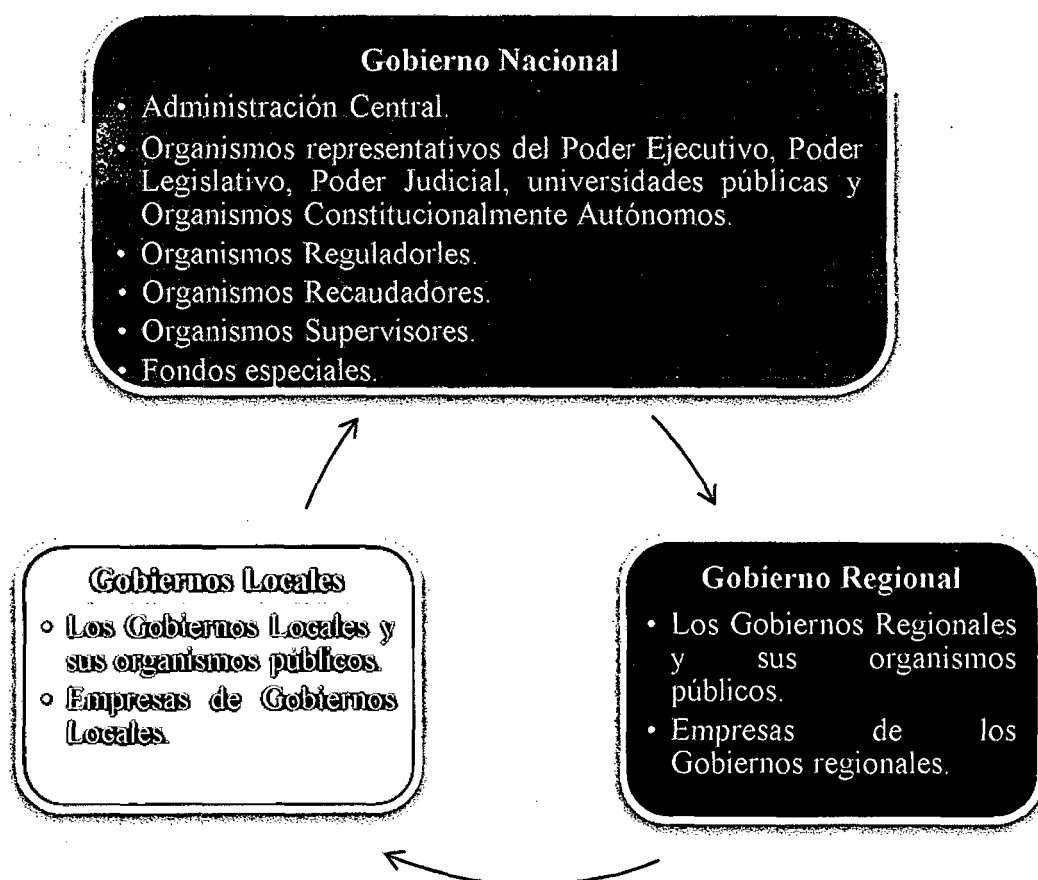 Gobierno Nacional
• Administración Central.
• Organismos representativos del Poder Ejecutivo, Poder
Legislativo, Poder Judicial, universidades públicas y
Organismos Constitucionalmente Autónomos.
• Organismos Reguladorles.
• Organismos Recaudadores.
• Organismos Supervisores.
• Fondos especiales.
Gobiernos Locales
○ Los Gobiernos Locales y
sus organismos públicos.
○ Empresas de Gobiernos
Locales.
Gobierno Regional
• Los Gobiernos Regionales
y sus organismos
públicos.
• Empresas de los
Gobiernos regionales.